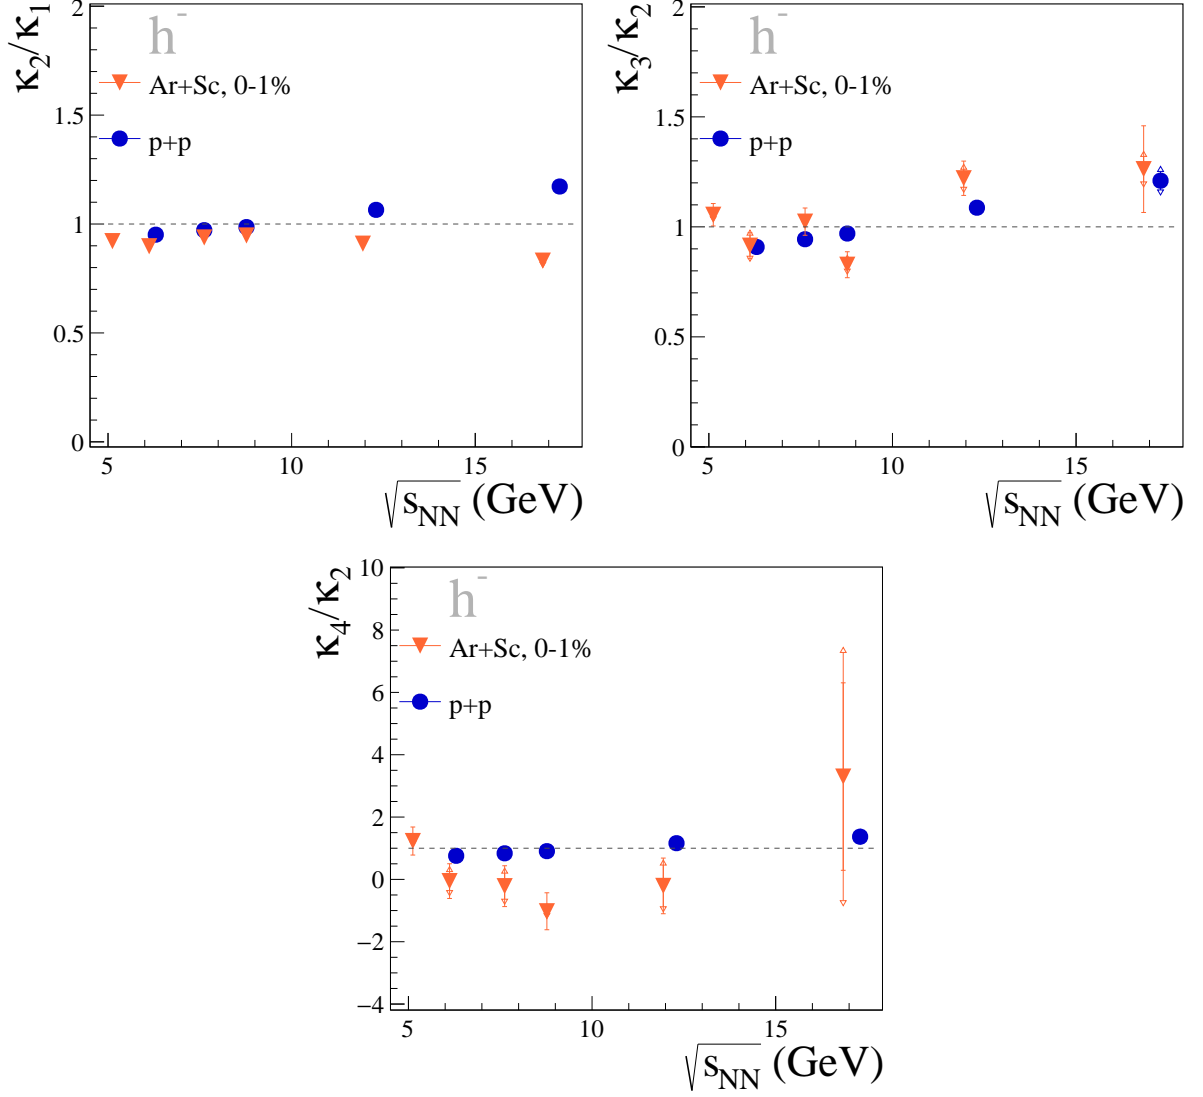 κ₂/κ₁
h⁻
Ar+Sc, 0-1%
p+p
2
1.5
1
0.5
0
5 10 15
√sNN (GeV)
κ₃/κ₂
h⁻
Ar+Sc, 0-1%
p+p
2
1.5
1
0.5
0
5 10 15
√sNN (GeV)
κ₄/κ₂
h⁻
Ar+Sc, 0-1%
p+p
10
8
6
4
2
0
−2
−4
5 10 15
√sNN (GeV)